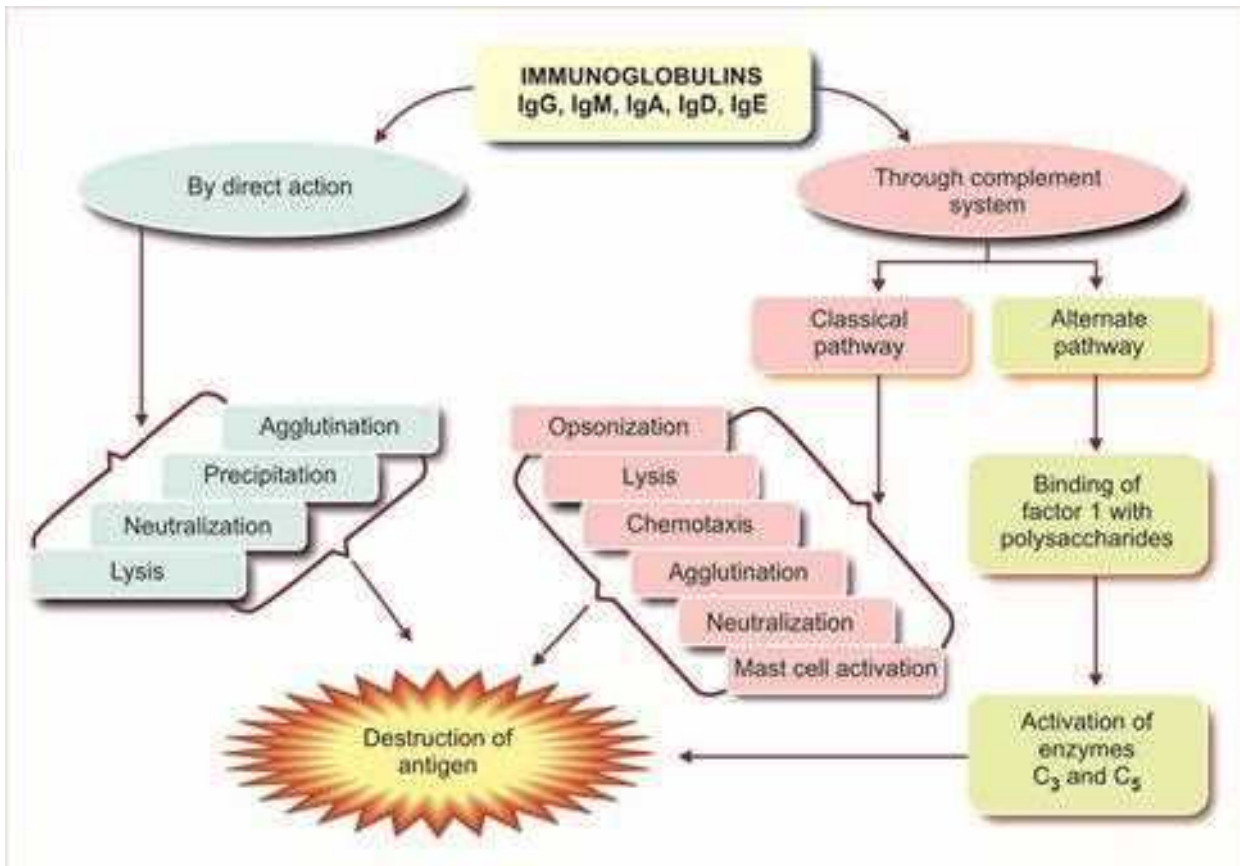 IMMUNOGLOBULINS
IgG, IgM, IgA, IgD, IgE
By direct action
Through complement
system
Classical
pathway
Alternate
pathway
Agglutination
Precipitation
Neutralization
Lysis
Opsonization
Lysis
Chemotaxis
Agglutination
Neutralization
Mast cell activation
Binding of
factor 1 with
polysaccharides
Activation of
enzymes
C₃ and C₅
Destruction of
antigen